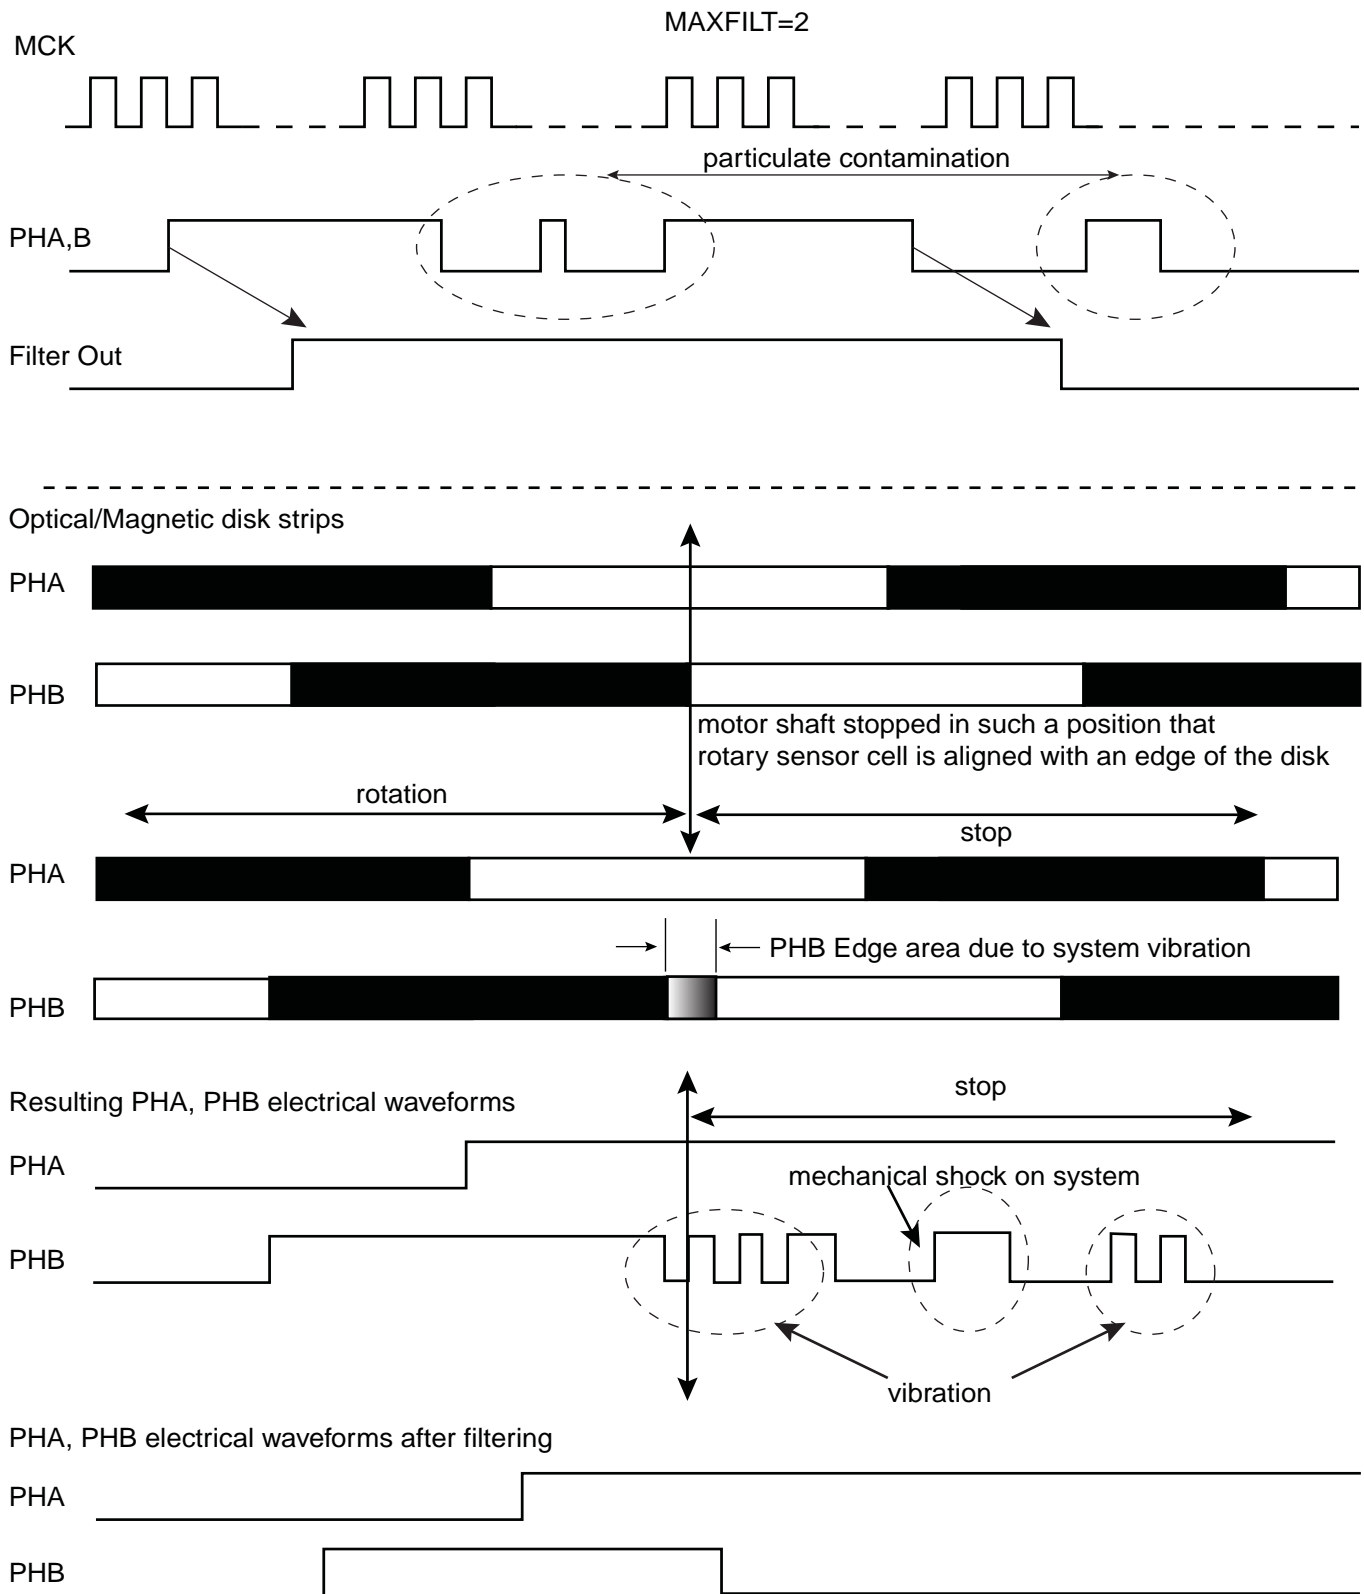 MAXFILT=2
MCK
particulate contamination
PHA,B
Filter Out
Optical/Magnetic disk strips
PHA
PHB
motor shaft stopped in such a position that
rotary sensor cell is aligned with an edge of the disk
rotation
stop
PHA
PHB Edge area due to system vibration
PHB
stop
Resulting PHA, PHB electrical waveforms
PHA
mechanical shock on system
PHB
vibration
PHA, PHB electrical waveforms after filtering
PHA
PHB